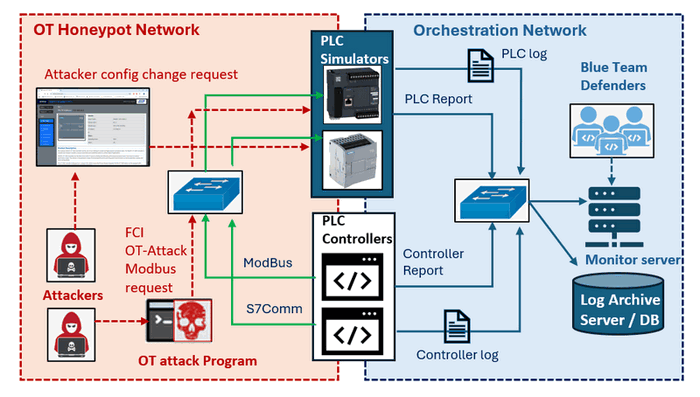 OT Honeypot Network
PLC
Simulators
Orchestration Network
PLC log
Attacker config change request
PLC Report
Blue Team
Defenders
FCI
OT-Attack
Modbus
request
PLC
Controllers
ModBus
Controller
Report
Monitor server
Attackers
S7Comm
Log Archive
Server / DB
OT attack Program
Controller log